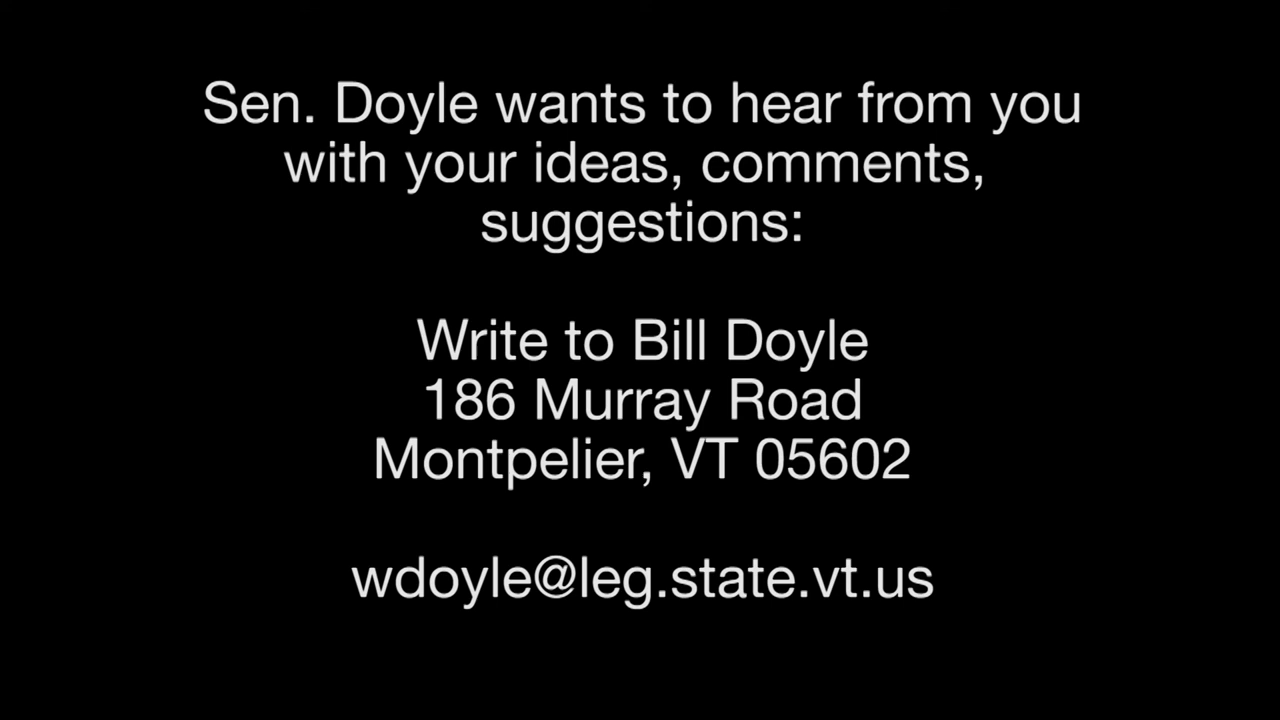 Sen. Doyle wants to hear from you
with your ideas, comments,
suggestions:
Write to Bill Doyle
186 Murray Road
Montpelier, VT 05602
wdoyle@leg.state.vt.us